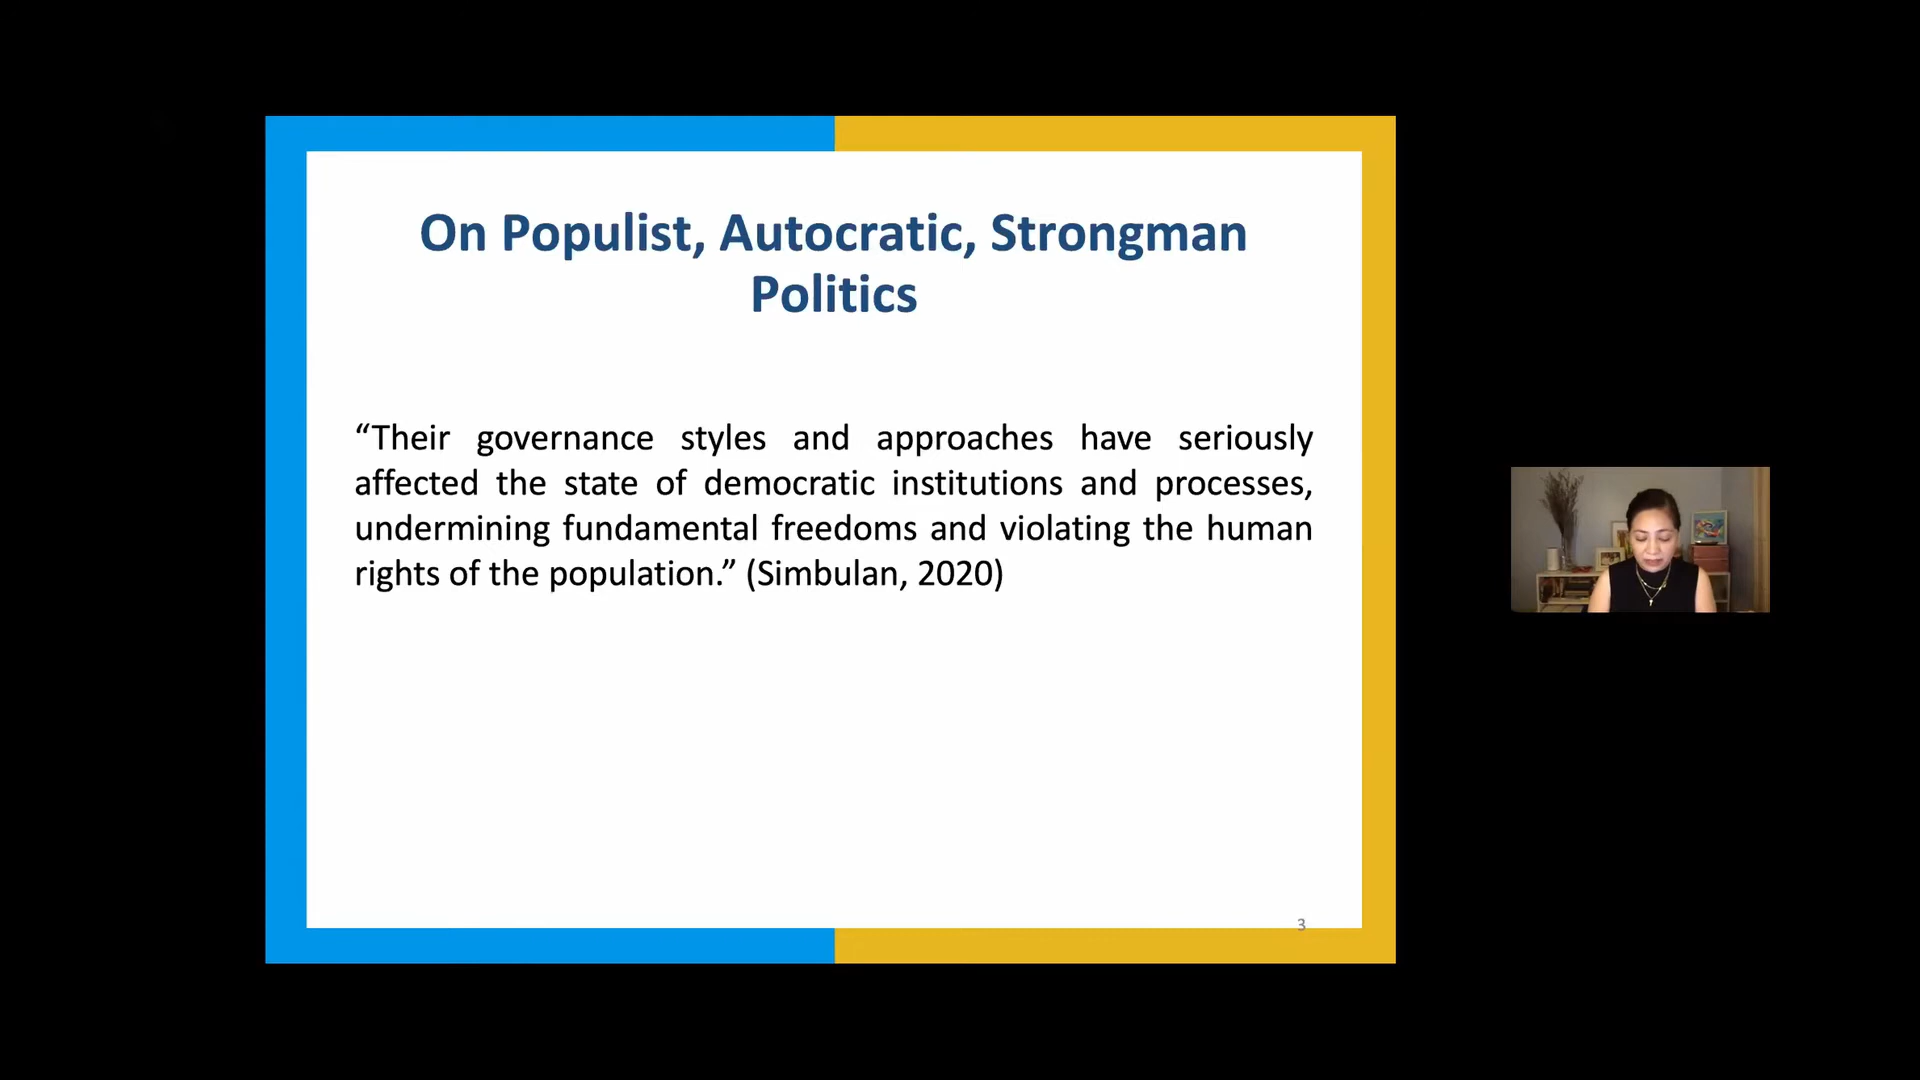 On Populist, Autocratic, Strongman
Politics
“Their governance styles and approaches have seriously
affected the state of democratic institutions and processes,
undermining fundamental freedoms and violating the human
rights of the population.” (Simbulan, 2020)
3